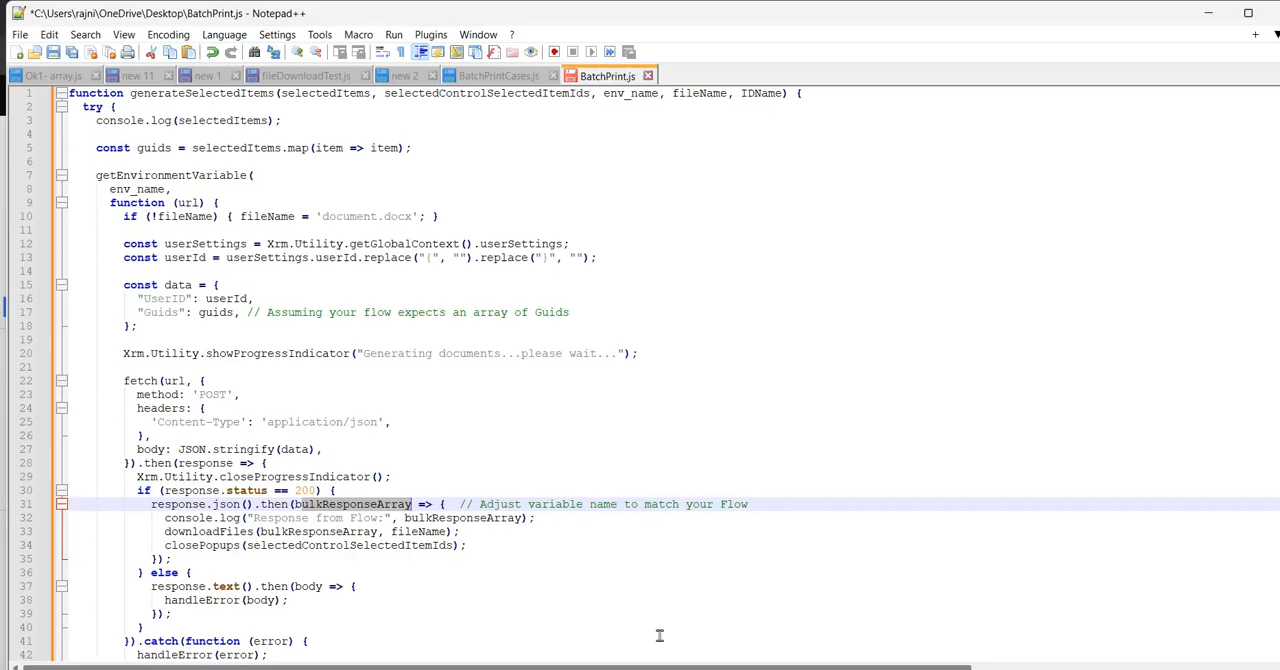 *C:\Users\rajni\OneDrive\Desktop\BatchPrint.js - Notepad++
File Edit Search View Encoding Language Settings Tools Macro Run Plugins Window ?
Ok1- array.js new 11 new 1 fileDownloadTest.js new 2 BatchPrintCases.js BatchPrint.js
1 function generateSelectedItems(selectedItems, selectedControlSelectedItemIds, env_name, fileName, IDName) {
2 try {
3 console.log(selectedItems);
4
5 const guids = selectedItems.map(item => item);
6
7 getEnvironmentVariable(
8 env_name,
9 function (url) {
10 if (!fileName) { fileName = 'document.docx'; }
11
12 const userSettings = Xrm.Utility.getGlobalContext().userSettings;
13 const userId = userSettings.userId.replace("{", "").replace("}", "");
14
15 const data = {
16 "UserID": userId,
17 "Guids": guids, // Assuming your flow expects an array of Guids
18 };
19
20 Xrm.Utility.showProgressIndicator("Generating documents...please wait...");
21
22 fetch(url, {
23 method: 'POST',
24 headers: {
25 'Content-Type': 'application/json',
26 },
27 body: JSON.stringify(data),
28 }).then(response => {
29 Xrm.Utility.closeProgressIndicator();
30 if (response.status == 200) {
31 response.json().then(bulkResponseArray => { // Adjust variable name to match your Flow
32 console.log("Response from Flow:", bulkResponseArray);
33 downloadFiles(bulkResponseArray, fileName);
34 closePopups(selectedControlSelectedItemIds);
35 });
36 } else {
37 response.text().then(body => {
38 handleError(body);
39 });
40 }
41 }).catch(function (error) {
42 handleError(error);